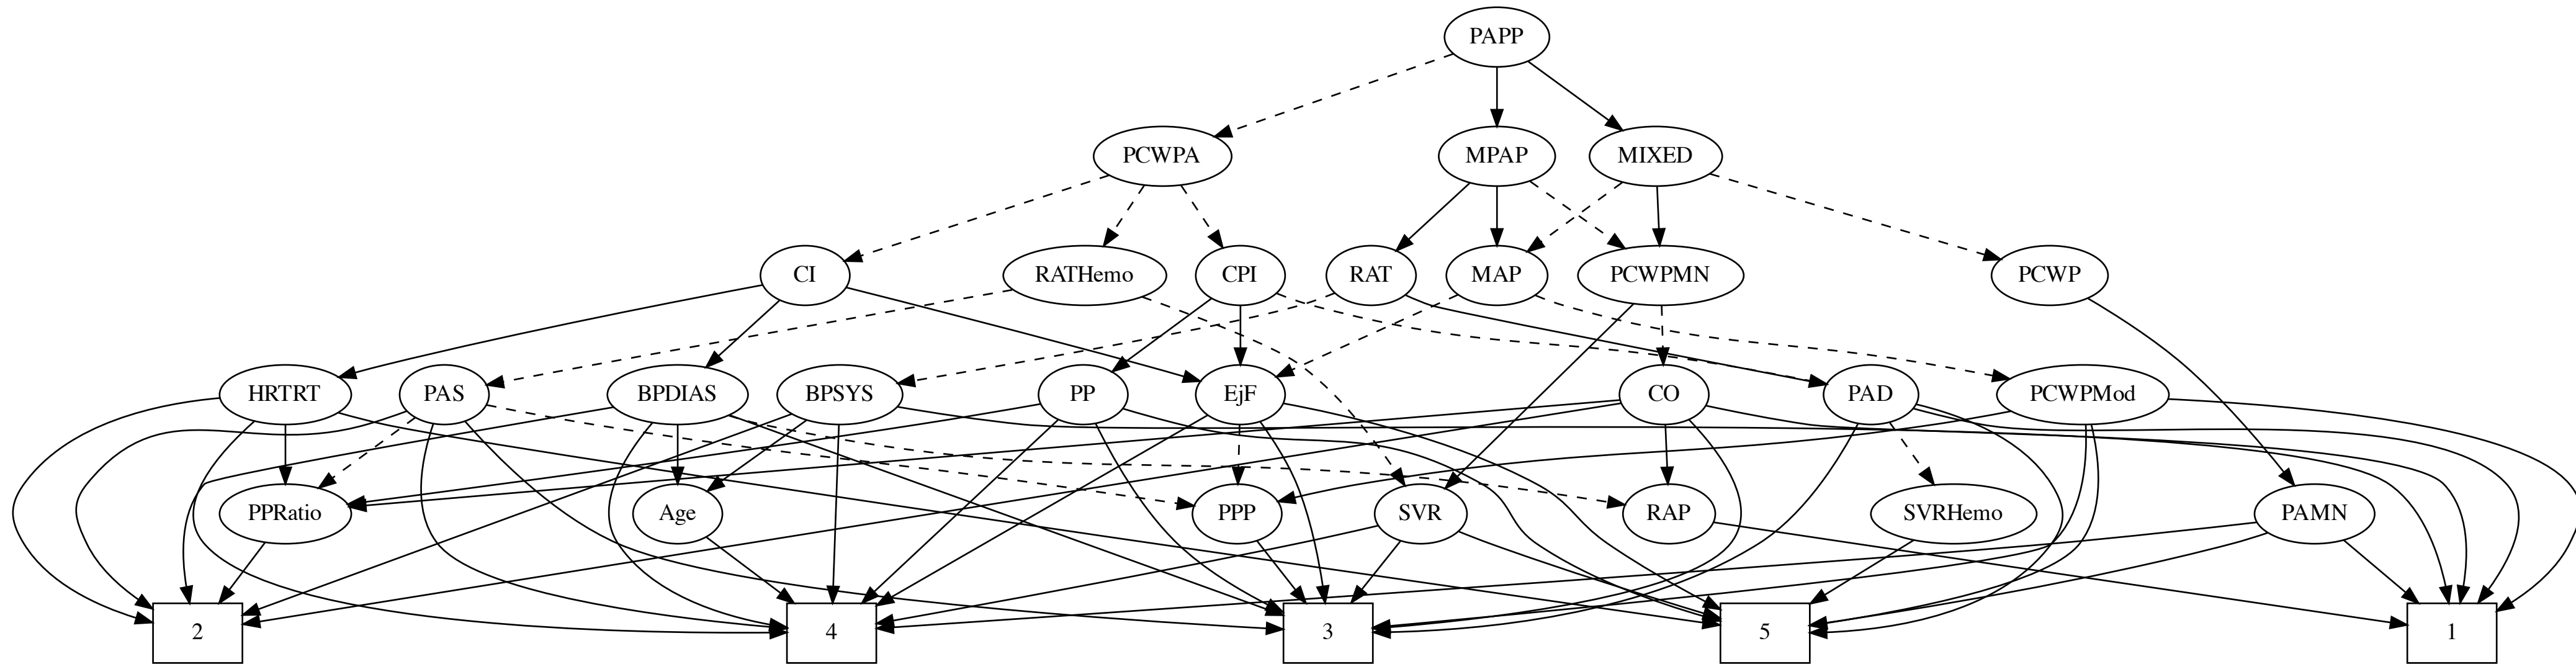 PAPP
PCWPA
MPAP
MIXED
CI
RATHemo
CPI
RAT
MAP
PCWPMN
PCWP
HRTRT
PAS
BPDIAS
BPSYS
PP
EjF
CO
PAD
PCWPMod
PPRatio
Age
PPP
SVR
RAP
SVRHemo
PAMN
2
4
3
5
1